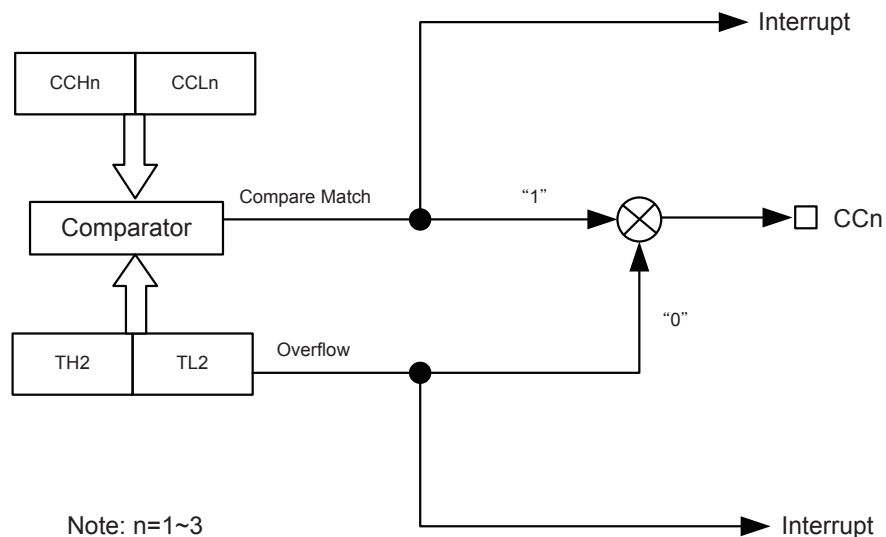 Interrupt
CCHn CCLn
Compare Match “1”
Comparator CCn
“0”
TH2 TL2 Overflow
Note: n=1~3 Interrupt